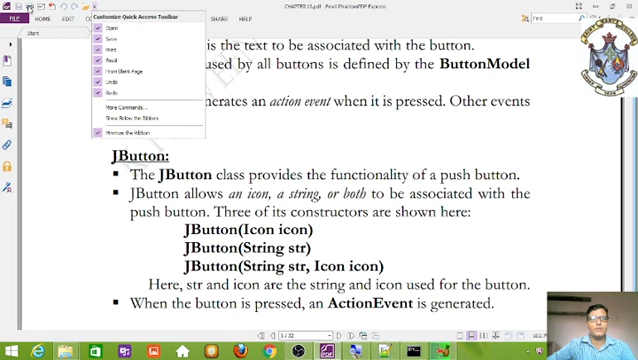 CHAPTER13.pdf - Foxit PhantomPDF Express
FILE HOME SHARE HELP
Find
Customize Quick Access Toolbar
Open
Save
Print
Email
From Blank Page
Undo
Redo
More Commands...
Show Below the Ribbon
Minimize the Ribbon
Start
is the text to be associated with the button.
used by all buttons is defined by the ButtonModel
nerates an action event when it is pressed. Other events
JButton:
▪ The JButton class provides the functionality of a push button.
▪ JButton allows an icon, a string, or both to be associated with the
push button. Three of its constructors are shown here:
JButton(Icon icon)
JButton(String str)
JButton(String str, Icon icon)
Here, str and icon are the string and icon used for the button.
▪ When the button is pressed, an ActionEvent is generated.
5 / 32